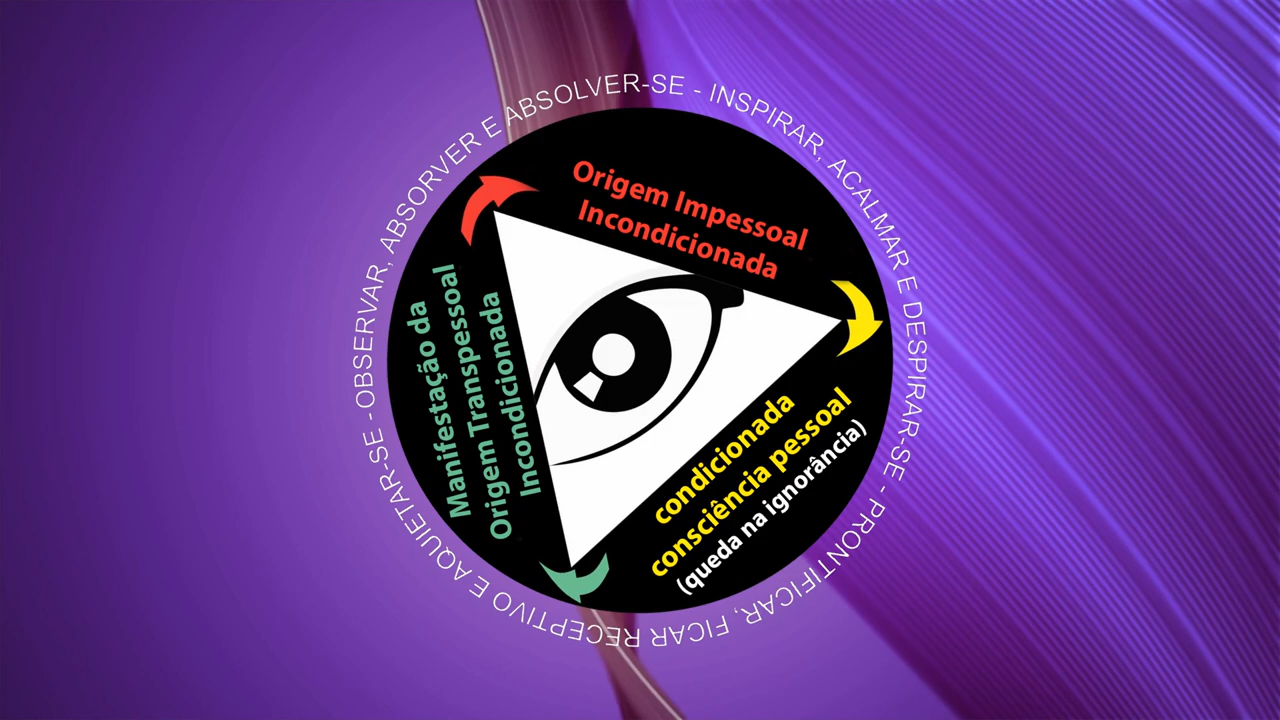 OBSERVAR, ABSORVER E ABSOLVER-SE - INSPIRAR, ACALMAR E DESPIRAR-SE - PRONTIFICAR, FICAR RECEPTIVO E AQUIETAR-SE -
Origem Impessoal
Incondicionada
condicionada
consciência pessoal
(queda na ignorância)
Manifestação da
Origem Transpessoal
Incondicionada